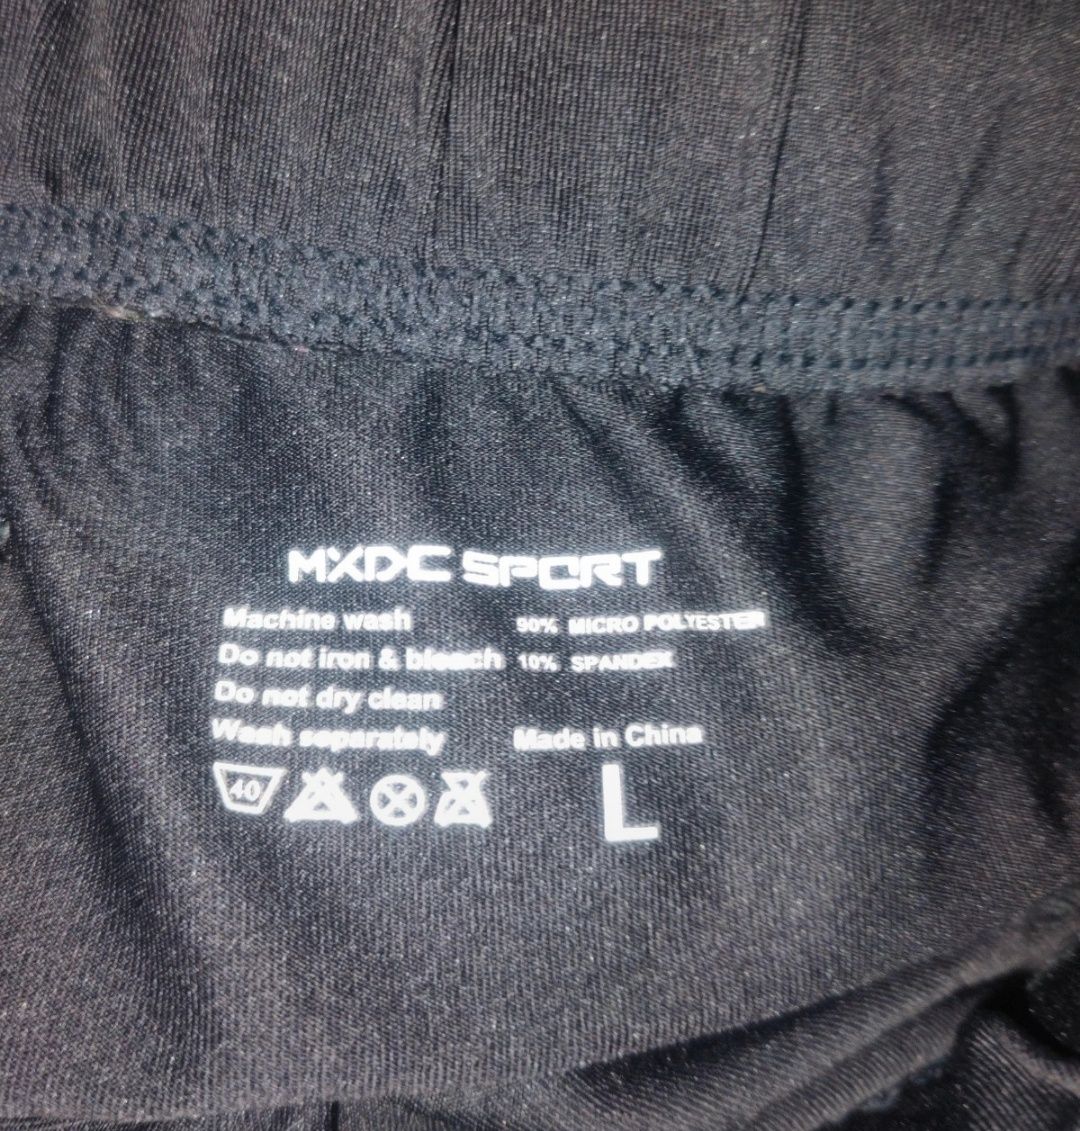 MXDC SPORT
Machine wash
Do not iron & bleach
Do not dry clean
Wash separately
90% MICRO POLYESTER
10% SPANDEX
Made in China
40
L